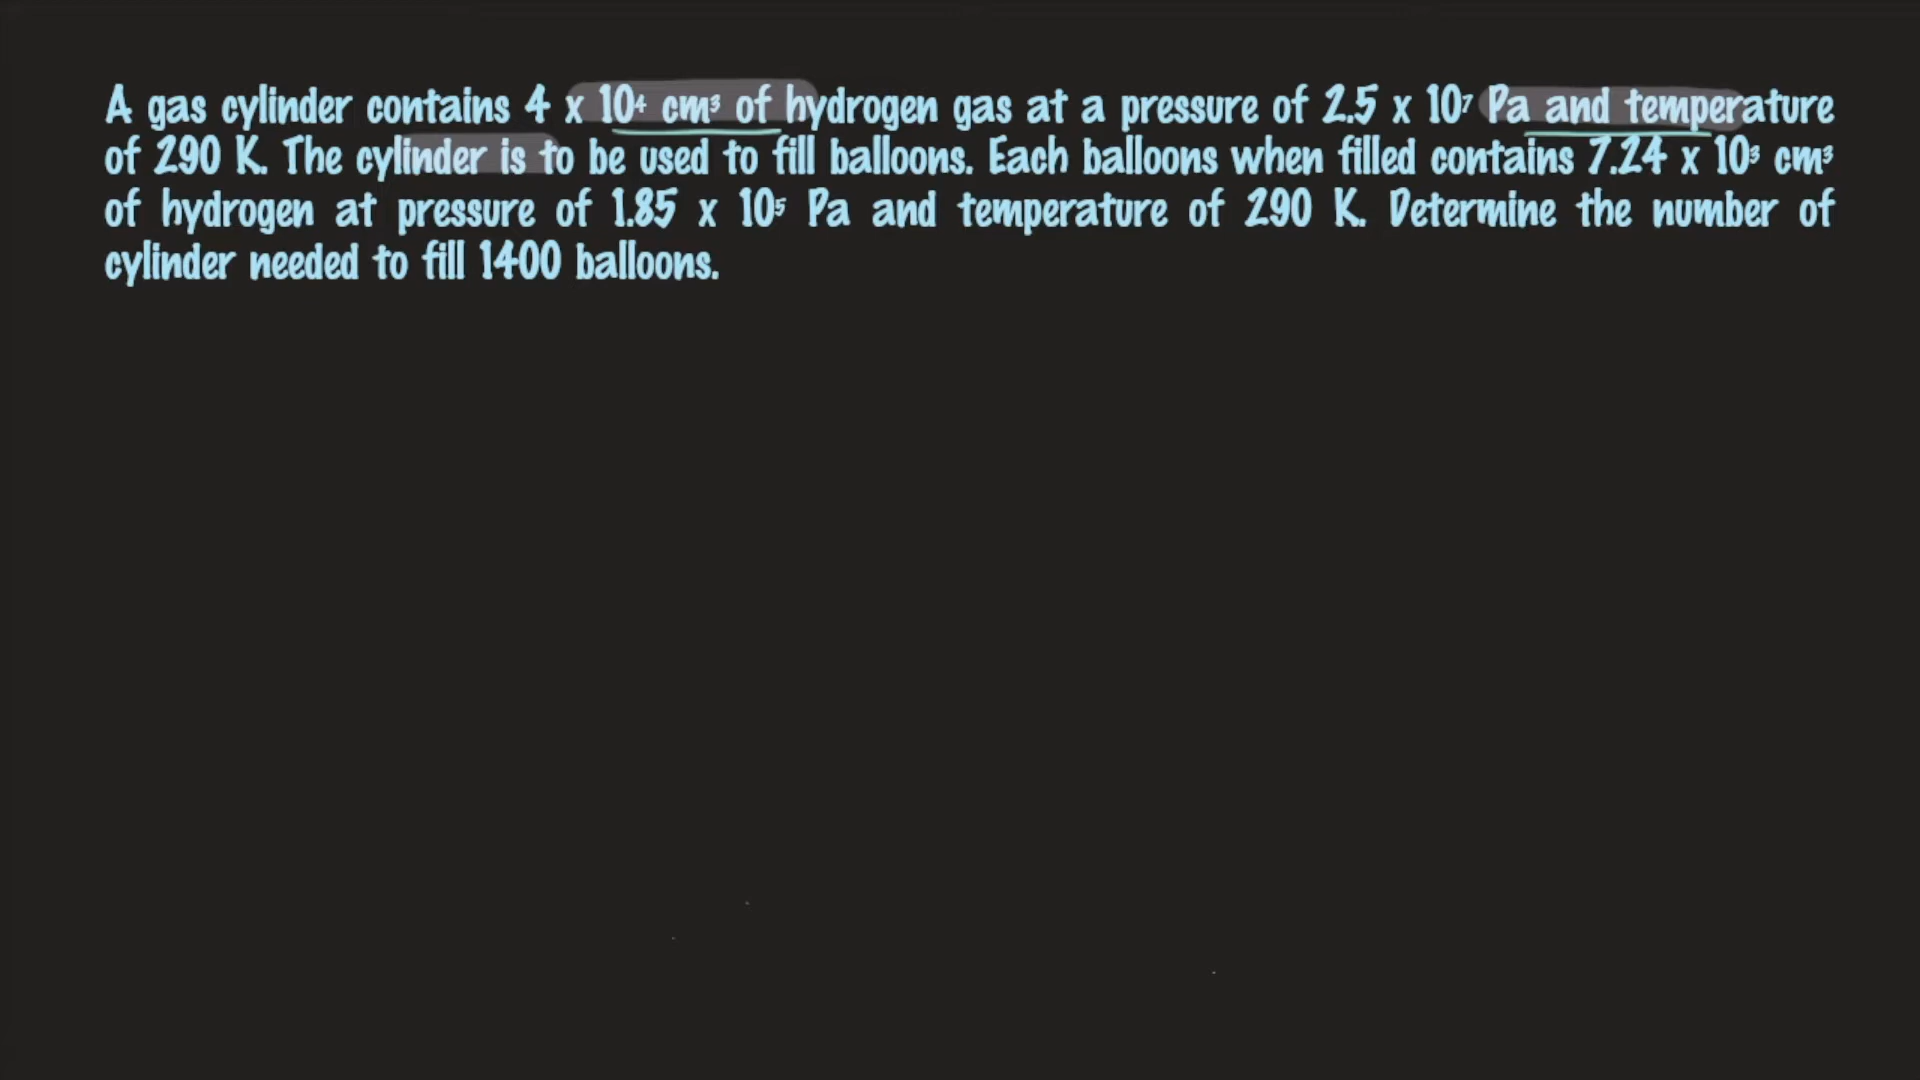 A gas cylinder contains 4 x 10⁴ cm³ of hydrogen gas at a pressure of 2.5 x 10⁷ Pa and temperature
of 290 K. The cylinder is to be used to fill balloons. Each balloons when filled contains 7.24 x 10³ cm³
of hydrogen at pressure of 1.85 x 10⁵ Pa and temperature of 290 K. Determine the number of
cylinder needed to fill 1400 balloons.